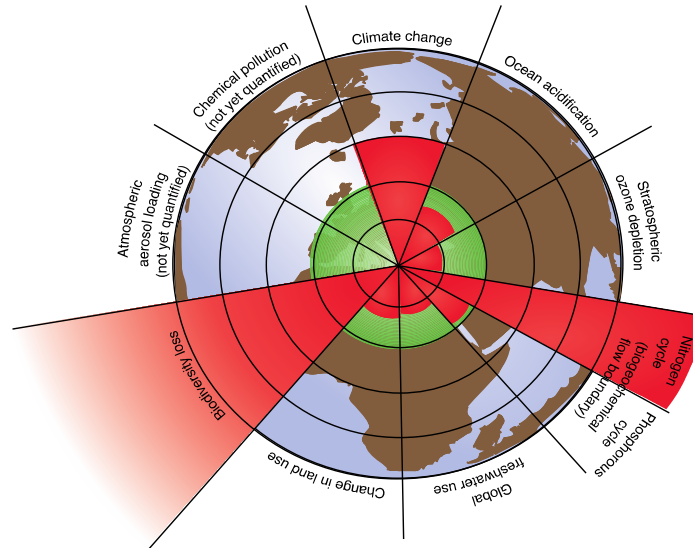 Climate change
Ocean acidification
Stratospheric
ozone depletion
Nitrogen
cycle
(biogeochemical
flow boundary)
Phosphorous
cycle
Global
freshwater use
Change in land use
Biodiversity loss
Atmospheric
aerosol loading
(not yet quantified)
Chemical pollution
(not yet quantified)